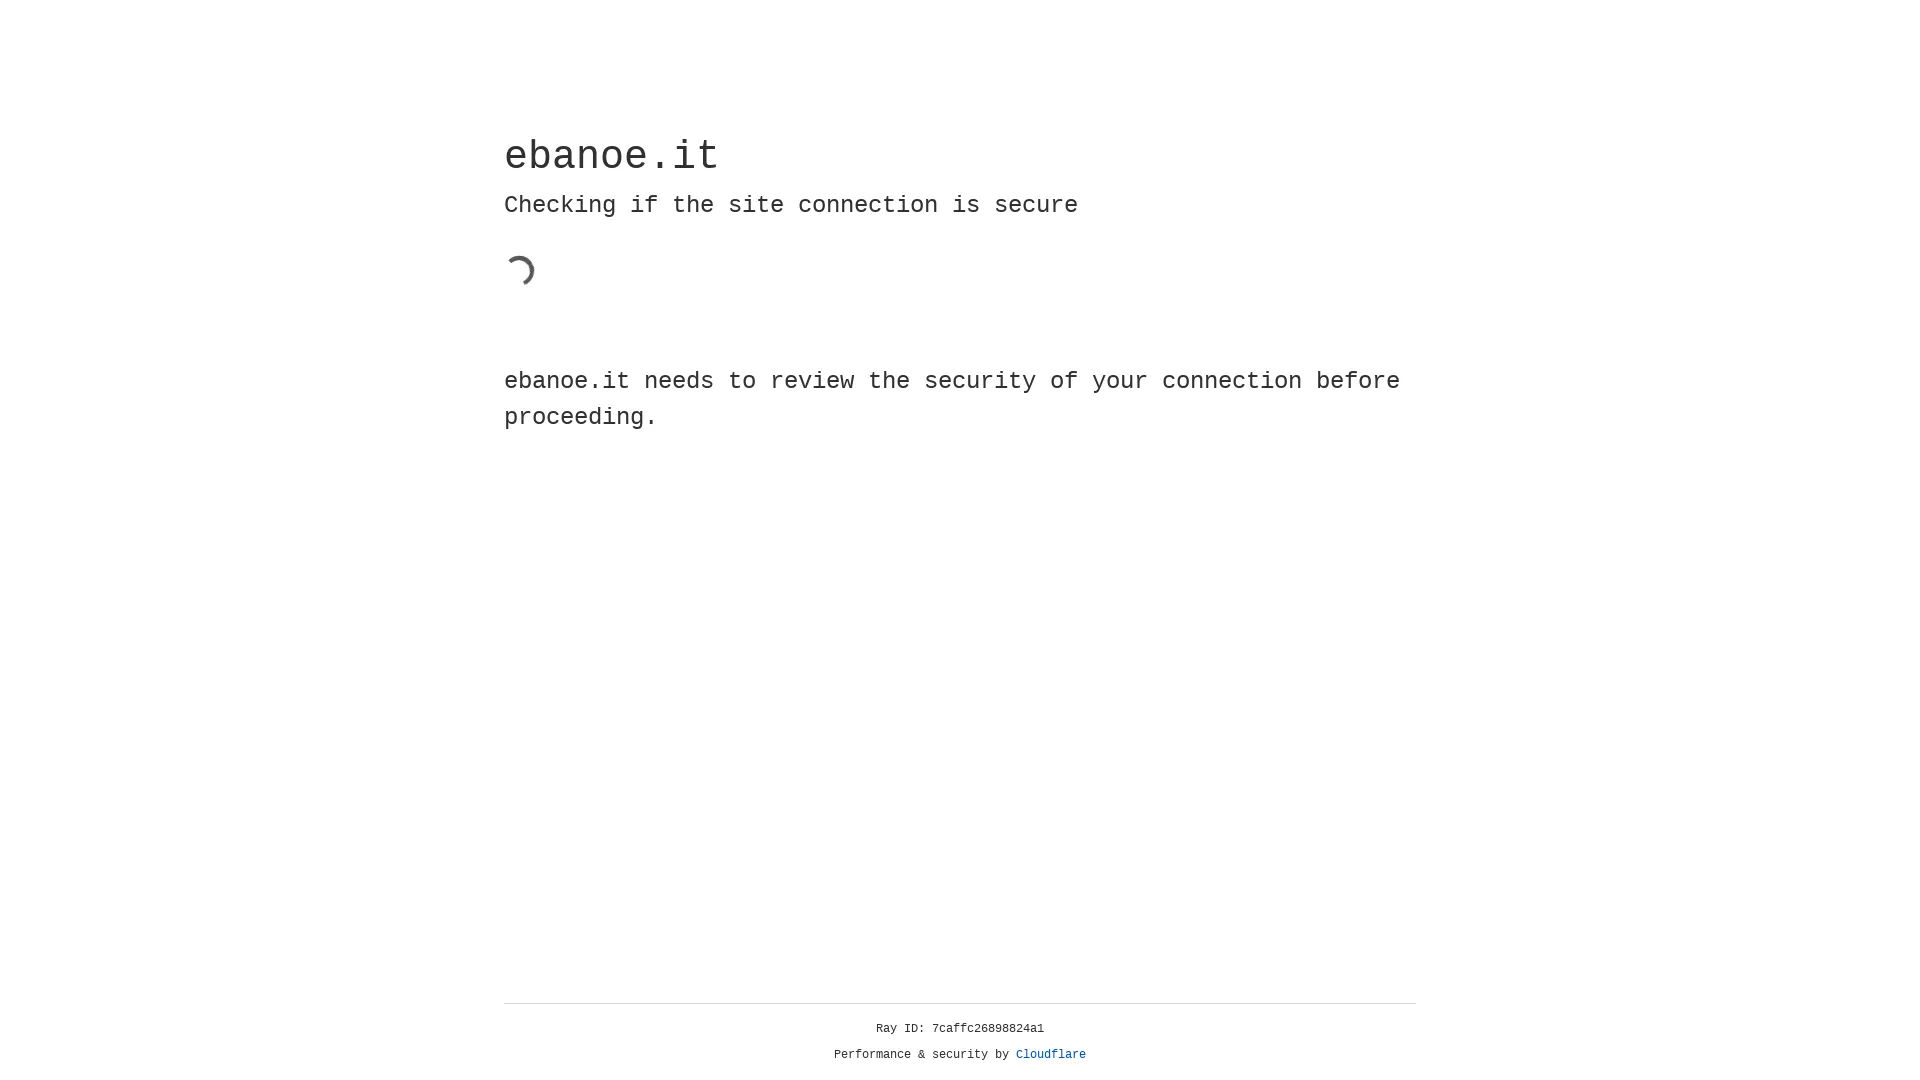 ebanoe.it
Checking if the site connection is secure
ebanoe.it needs to review the security of your connection before
proceeding.
Ray ID: 7caffc26898824a1
Performance & security by Cloudflare